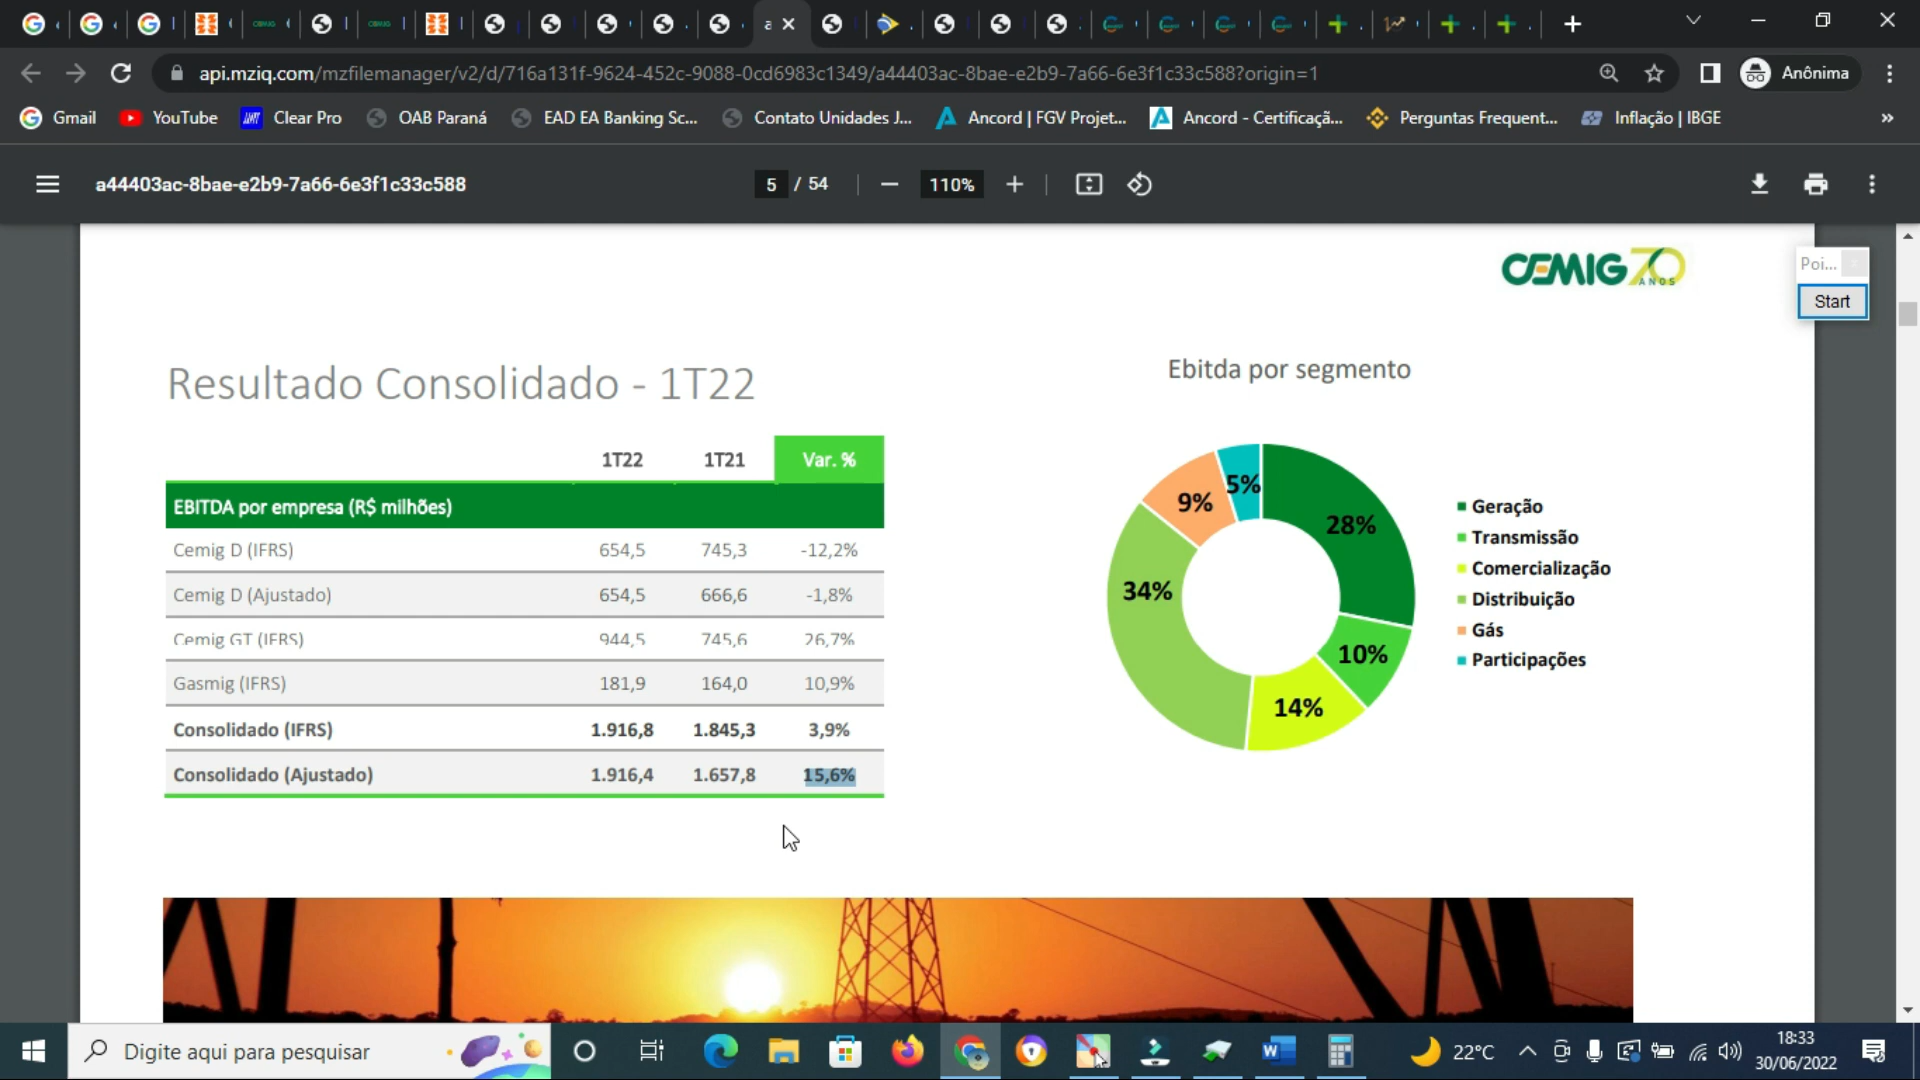 api.mziq.com/mzfilemanager/v2/d/716a131f-9624-452c-9088-0cd6983c1349/a44403ac-8bae-e2b9-7a66-6e3f1c33c588?origin=1
Anônima
Gmail
YouTube
Clear Pro
OAB Paraná
EAD EA Banking Sc...
Contato Unidades J...
Ancord | FGV Projet...
Ancord - Certificaçã...
Perguntas Frequent...
Inflação | IBGE
»
a44403ac-8bae-e2b9-7a66-6e3f1c33c588
5 / 54
110%
CEMIG 70 ANOS
Poi...
Start
Resultado Consolidado - 1T22
1T22 1T21 Var. %
EBITDA por empresa (R$ milhões)
Cemig D (IFRS) 654,5 745,3 -12,2%
Cemig D (Ajustado) 654,5 666,6 -1,8%
Cemig GT (IFRS) 944,5 745,6 26,7%
Gasmig (IFRS) 181,9 164,0 10,9%
Consolidado (IFRS) 1.916,8 1.845,3 3,9%
Consolidado (Ajustado) 1.916,4 1.657,8 15,6%
Ebitda por segmento
5%
9%
28%
34%
10%
14%
Geração
Transmissão
Comercialização
Distribuição
Gás
Participações
Digite aqui para pesquisar
22°C
18:33
30/06/2022